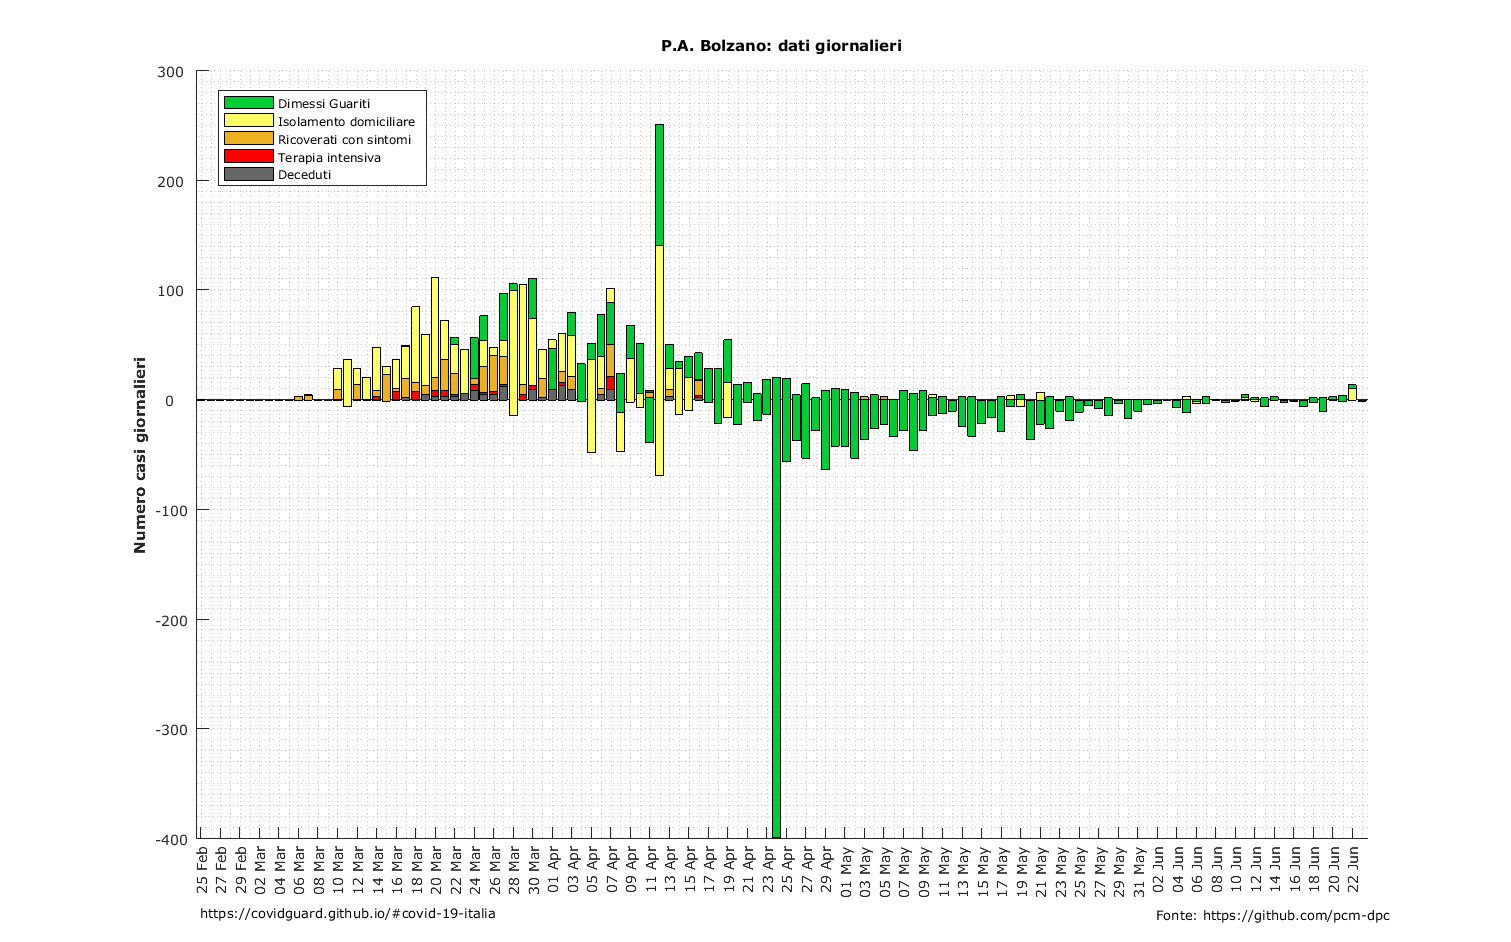 P.A. Bolzano: dati giornalieri
300
200
100
0
-100
-200
-300
-400
Numero casi giornalieri
Dimessi Guariti
Isolamento domiciliare
Ricoverati con sintomi
Terapia intensiva
Deceduti
25 Feb
27 Feb
29 Feb
02 Mar
04 Mar
06 Mar
08 Mar
10 Mar
12 Mar
14 Mar
16 Mar
18 Mar
20 Mar
22 Mar
24 Mar
26 Mar
28 Mar
30 Mar
01 Apr
03 Apr
05 Apr
07 Apr
09 Apr
11 Apr
13 Apr
15 Apr
17 Apr
19 Apr
21 Apr
23 Apr
25 Apr
27 Apr
29 Apr
01 May
03 May
05 May
07 May
09 May
11 May
13 May
15 May
17 May
19 May
21 May
23 May
25 May
27 May
29 May
31 May
02 Jun
04 Jun
06 Jun
08 Jun
10 Jun
12 Jun
14 Jun
16 Jun
18 Jun
20 Jun
22 Jun
https://covidguard.github.io/#covid-19-italia
Fonte: https://github.com/pcm-dpc